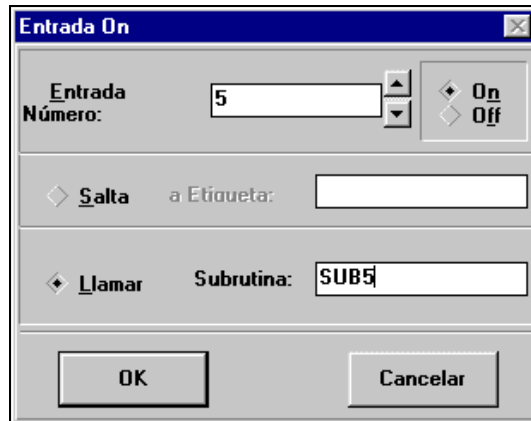 Entrada On
Entrada
Número:
5
On
Off
Salta
a Etiqueta:
Llamar
Subrutina:
SUB5
OK
Cancelar